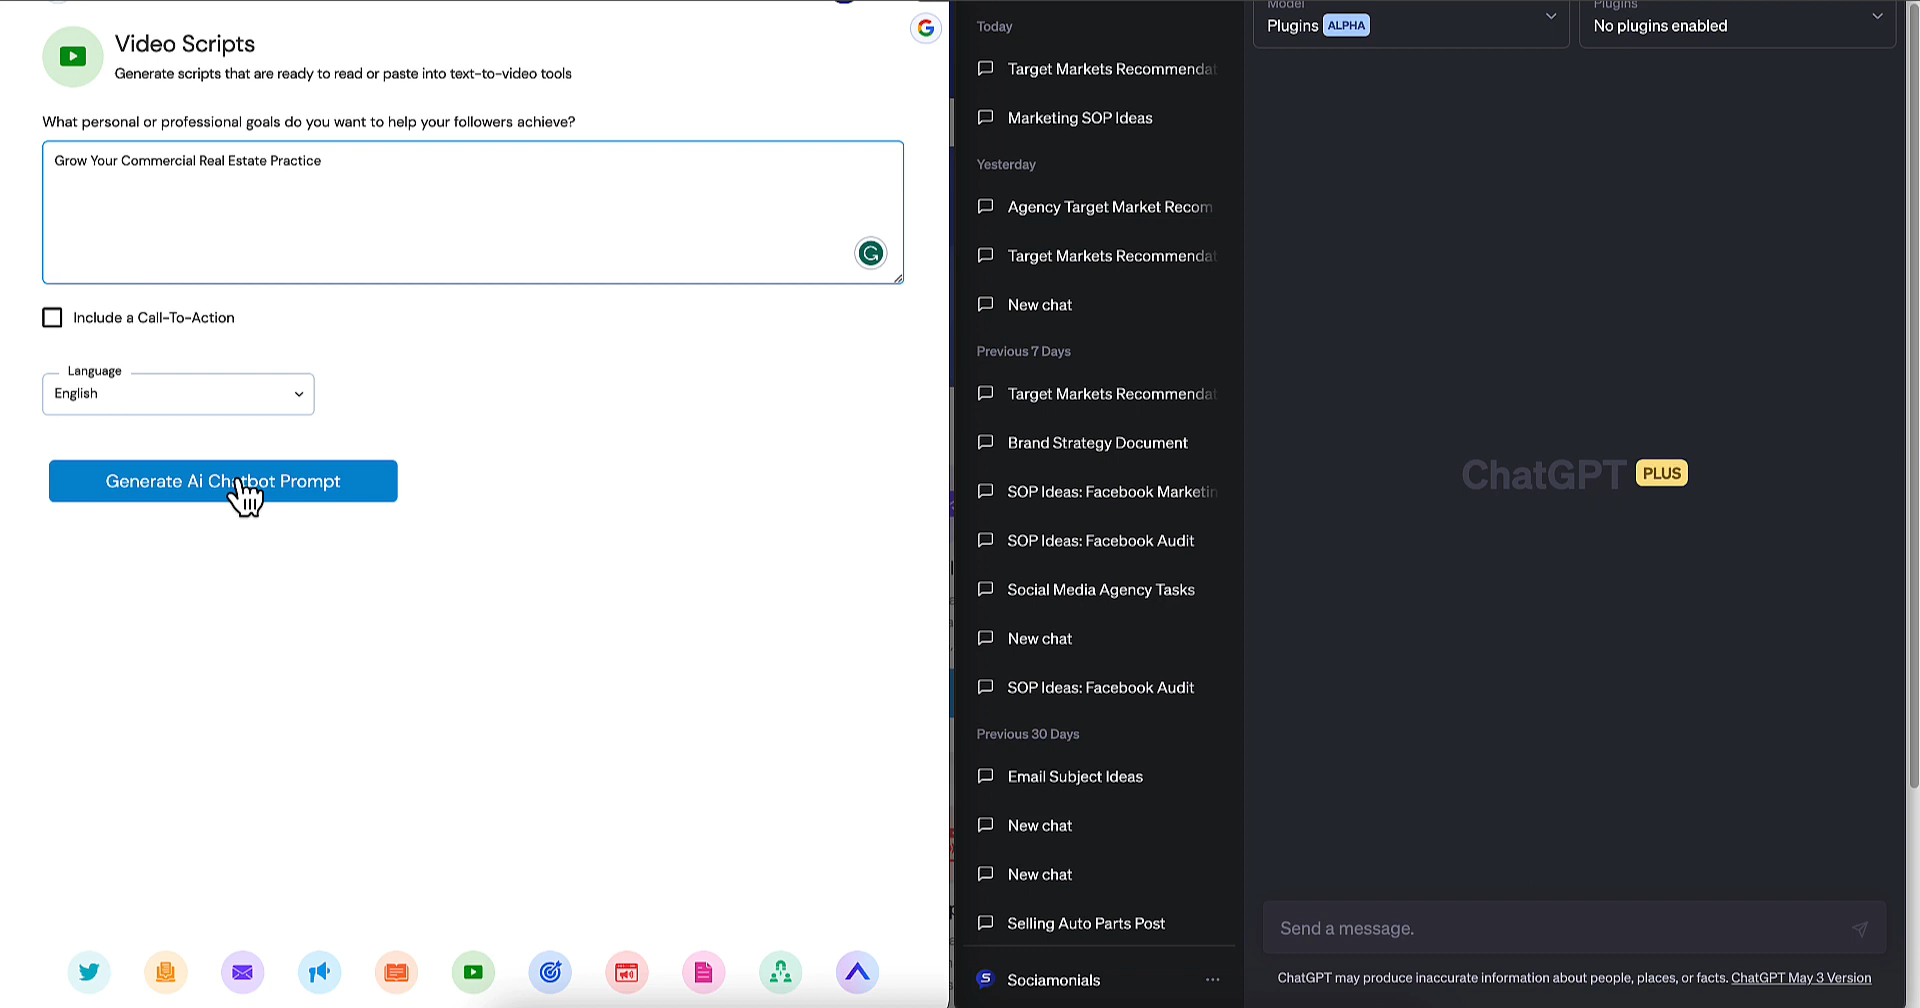 Video Scripts
Generate scripts that are ready to read or paste into text-to-video tools
What personal or professional goals do you want to help your followers achieve?
Grow Your Commercial Real Estate Practice
Include a Call-To-Action
Language
English
Generate Ai Chatbot Prompt
Today
Target Markets Recommendat
Marketing SOP Ideas
Yesterday
Agency Target Market Recom
Target Markets Recommendat
New chat
Previous 7 Days
Target Markets Recommendat
Brand Strategy Document
SOP Ideas: Facebook Marketin
SOP Ideas: Facebook Audit
Social Media Agency Tasks
New chat
SOP Ideas: Facebook Audit
Previous 30 Days
Email Subject Ideas
New chat
New chat
Selling Auto Parts Post
Sociamonials
Model
Plugins ALPHA
Plugins
No plugins enabled
ChatGPT PLUS
Send a message.
ChatGPT may produce inaccurate information about people, places, or facts. ChatGPT May 3 Version